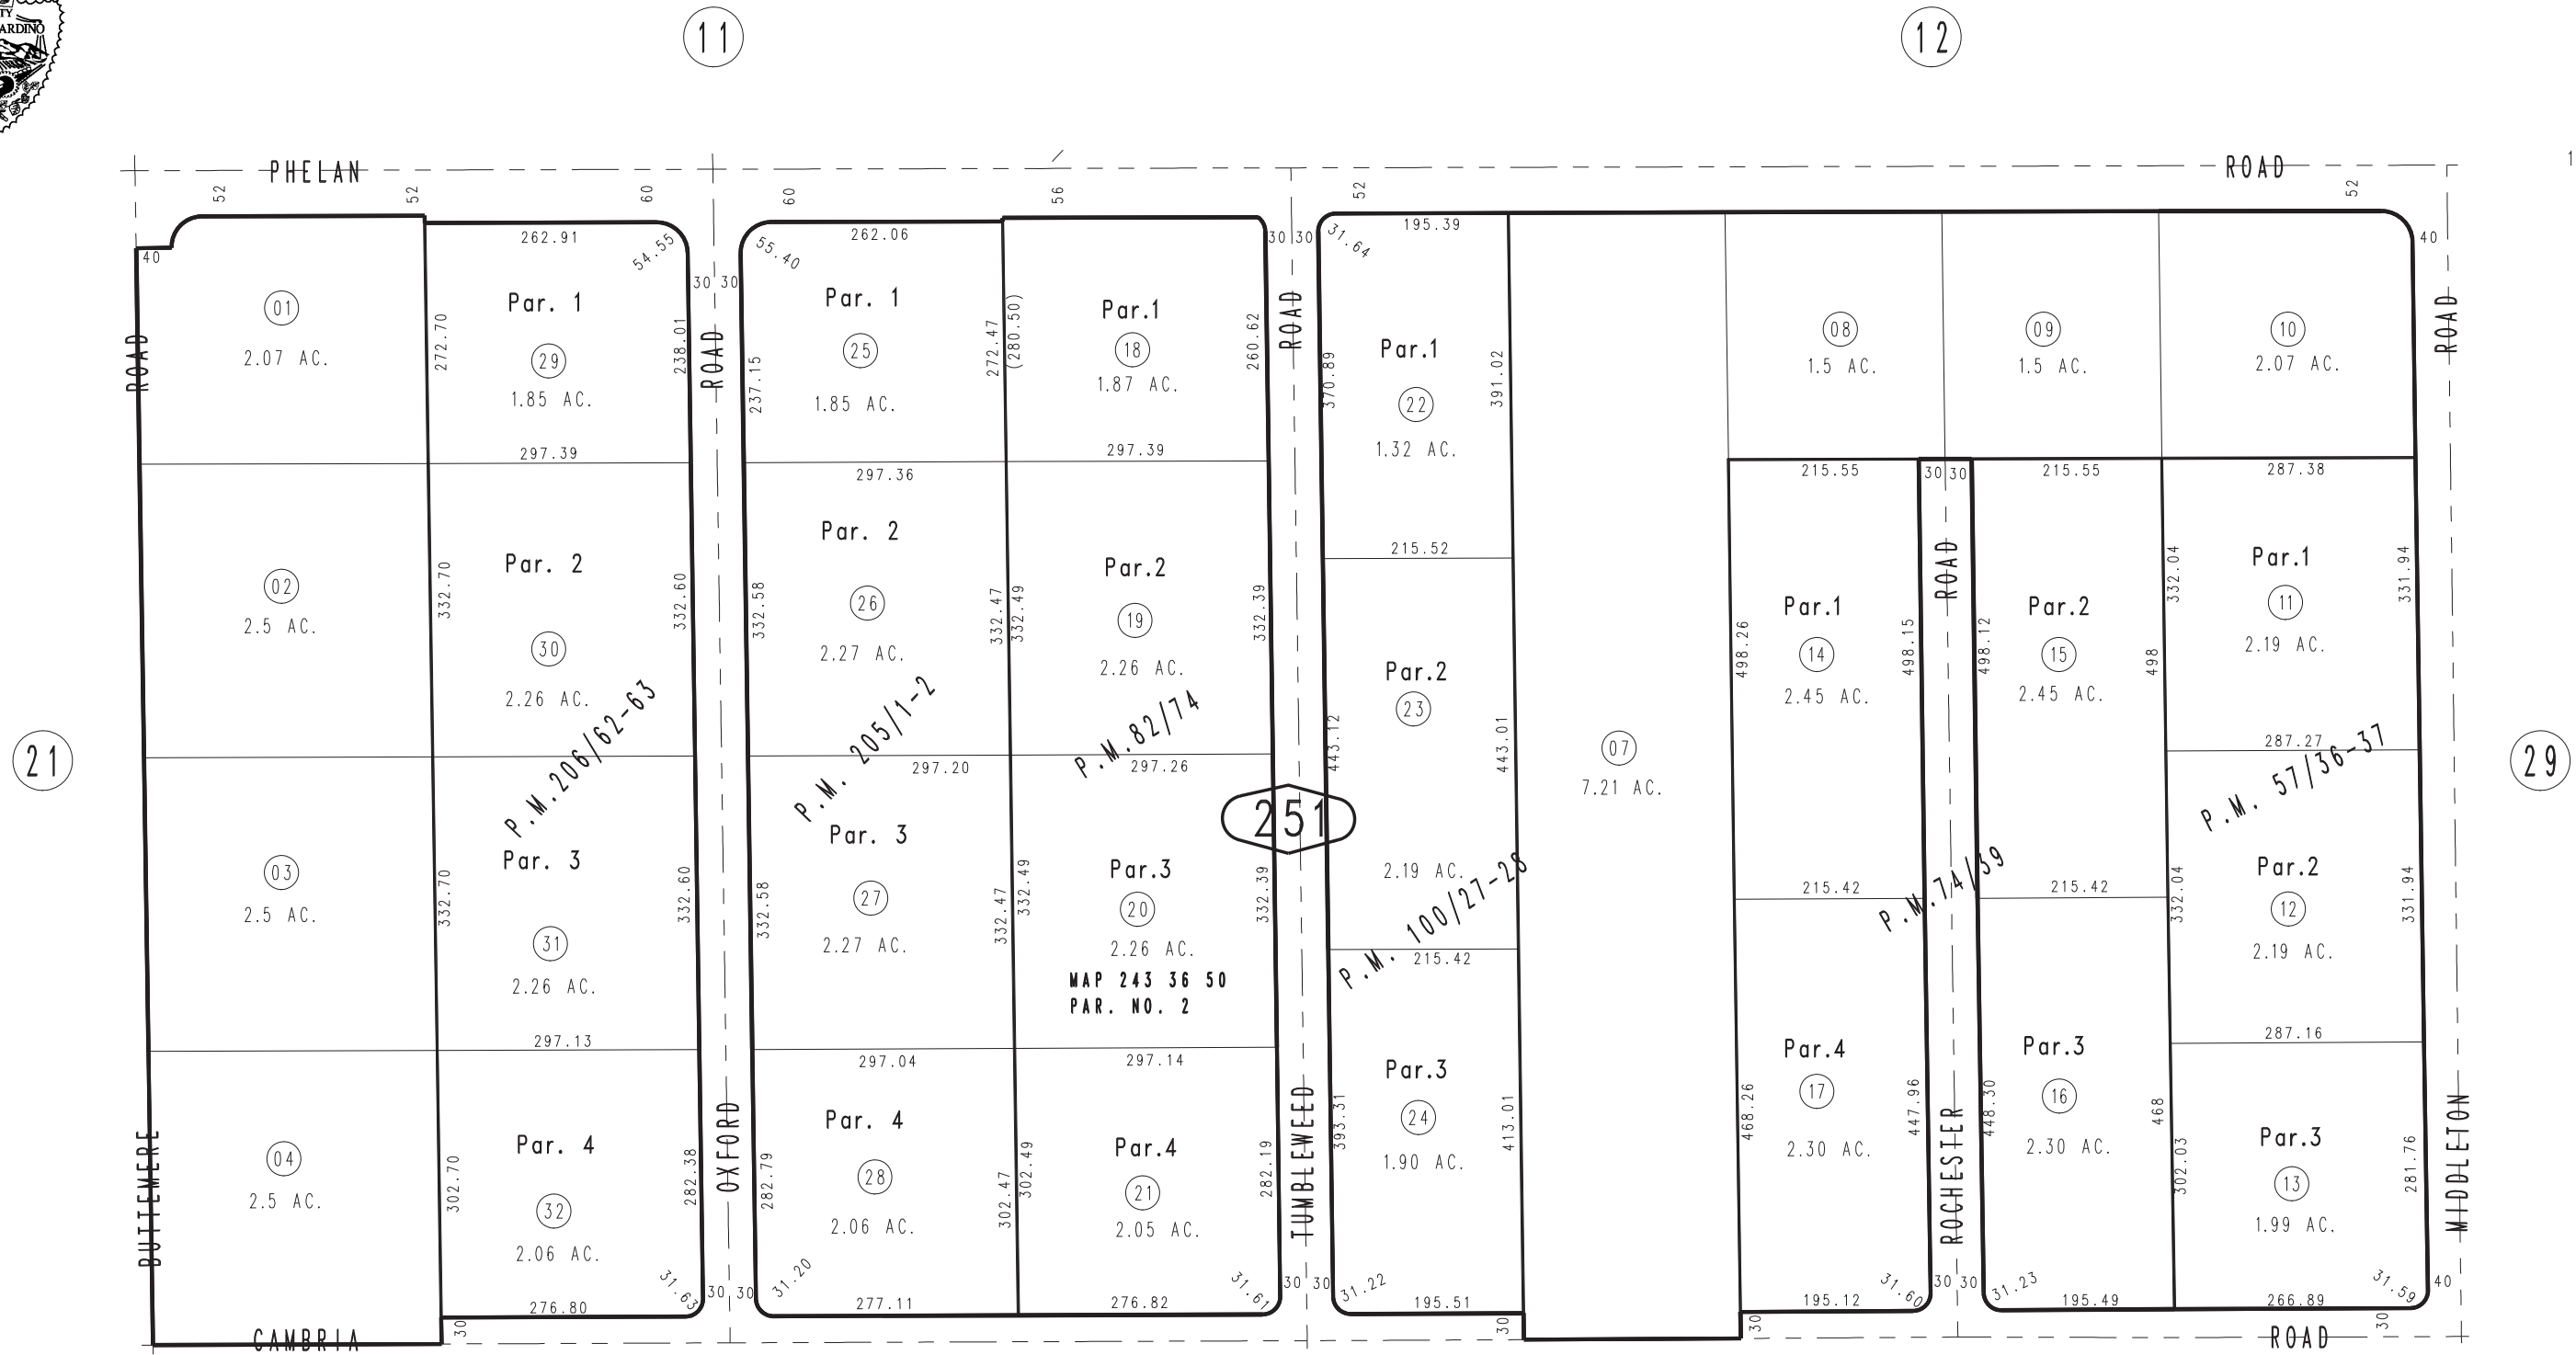 TY
ARDINO
11
12
1
PHELAN
ROAD
52
52
60
60
56
52
52
262.91
54.55
55.40
262.06
30 30
31.64
195.39
40
40
30 30
01
2.07 AC.
272.70
Par. 1
29
1.85 AC.
238.01
297.39
237.15
Par. 1
25
1.85 AC.
272.47
(280.50)
297.36
Par.1
18
1.87 AC.
260.62
297.39
370.89
Par.1
22
1.32 AC.
391.02
215.52
08
1.5 AC.
09
1.5 AC.
10
2.07 AC.
ROAD
ROAD
ROAD
ROAD
215.55
30 30
215.55
287.38
02
2.5 AC.
332.70
Par. 2
30
2.26 AC.
332.60
332.58
Par. 2
26
2.27 AC.
332.47
332.49
Par.2
19
2.26 AC.
332.39
Par.2
23
443.12
443.01
2.19 AC.
215.42
07
7.21 AC.
498.26
Par.1
14
2.45 AC.
498.15
215.42
ROAD
498.12
Par.2
15
2.45 AC.
498
215.42
332.04
Par.1
11
2.19 AC.
331.94
287.27
21
29
P.M.206/62-63
P.M. 205/1-2
P.M.82/74
P.M. 100/27-28
P.M.74/39
P.M. 57/36-37
251
297.20
297.26
03
2.5 AC.
332.70
Par. 3
31
2.26 AC.
332.60
297.13
332.58
Par. 3
27
2.27 AC.
332.47
297.04
332.49
Par.3
20
2.26 AC.
332.39
MAP 243 36 50
PAR. NO. 2
297.14
332.04
Par.2
12
2.19 AC.
331.94
287.16
04
2.5 AC.
302.70
Par. 4
32
2.06 AC.
282.38
31.63
276.80
282.79
Par. 4
28
2.06 AC.
302.47
31.20
277.11
302.49
Par.4
21
2.05 AC.
282.19
31.61
276.82
393.31
Par.3
24
1.90 AC.
413.01
31.22
195.51
468.26
Par.4
17
2.30 AC.
447.96
31.60
195.12
448.30
Par.3
16
2.30 AC.
468
31.23
195.49
302.03
Par.3
13
1.99 AC.
281.76
31.59
266.89
BUTTEMERE
OXFORD
TUMBLEWEED
ROCHESTER
MIDDLETON
30 30
30 30
30 30
40
30
30
30
30
CAMBRIA
ROAD